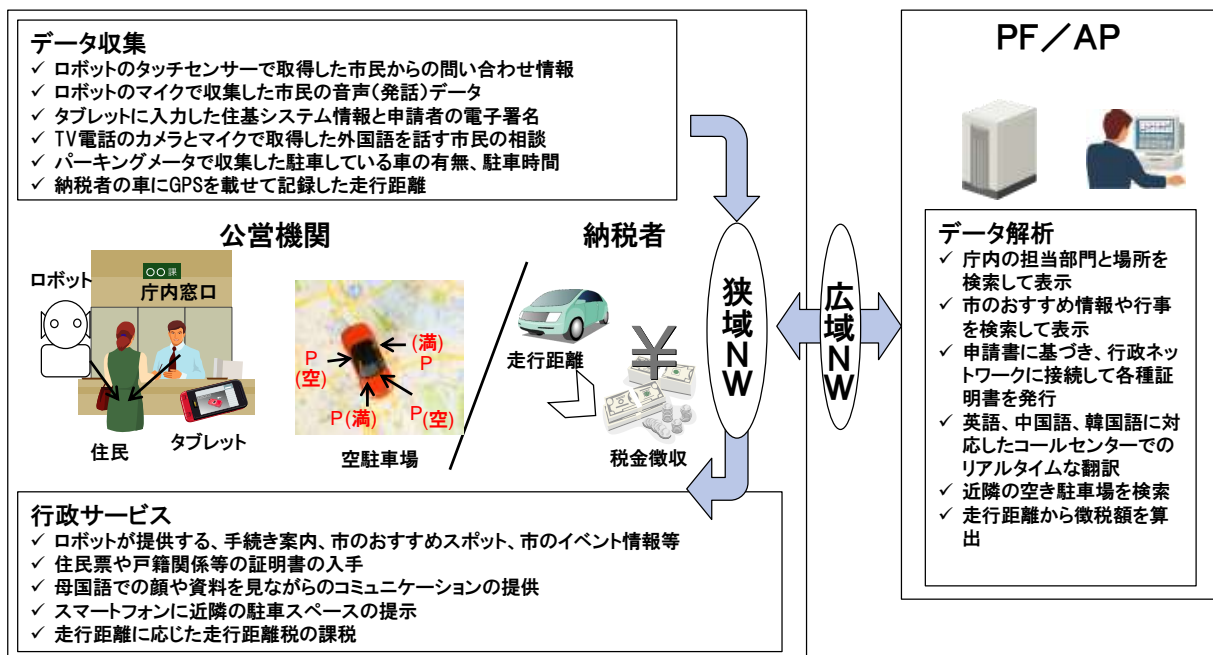 データ収集
✓ ロボットのタッチセンサーで取得した市民からの問い合わせ情報
✓ ロボットのマイクで収集した市民の音声(発話)データ
✓ タブレットに入力した住基システム情報と申請者の電子署名
✓ TV電話のカメラとマイクで取得した外国語を話す市民の相談
✓ パーキングメータで収集した駐車している車の有無、駐車時間
✓ 納税者の車にGPSを載せて記録した走行距離
公営機関
納税者
ロボット
〇〇課
庁内窓口
住民
タブレット
P
(空)
(満)
P
P(満)
P
(空)
空駐車場
走行距離
¥
税金徴収
狭域NW
広域NW
行政サービス
✓ ロボットが提供する、手続き案内、市のおすすめスポット、市のイベント情報等
✓ 住民票や戸籍関係等の証明書の入手
✓ 母国語での顔や資料を見ながらのコミュニケーションの提供
✓ スマートフォンに近隣の駐車スペースの提示
✓ 走行距離に応じた走行距離税の課税
PF/AP
データ解析
✓ 庁内の担当部門と場所を
検索して表示
✓ 市のおすすめ情報や行事
を検索して表示
✓ 申請書に基づき、行政ネッ
トワークに接続して各種証
明書を発行
✓ 英語、中国語、韓国語に対
応したコールセンターでの
リアルタイムな翻訳
✓ 近隣の空き駐車場を検索
✓ 走行距離から徴税額を算
出